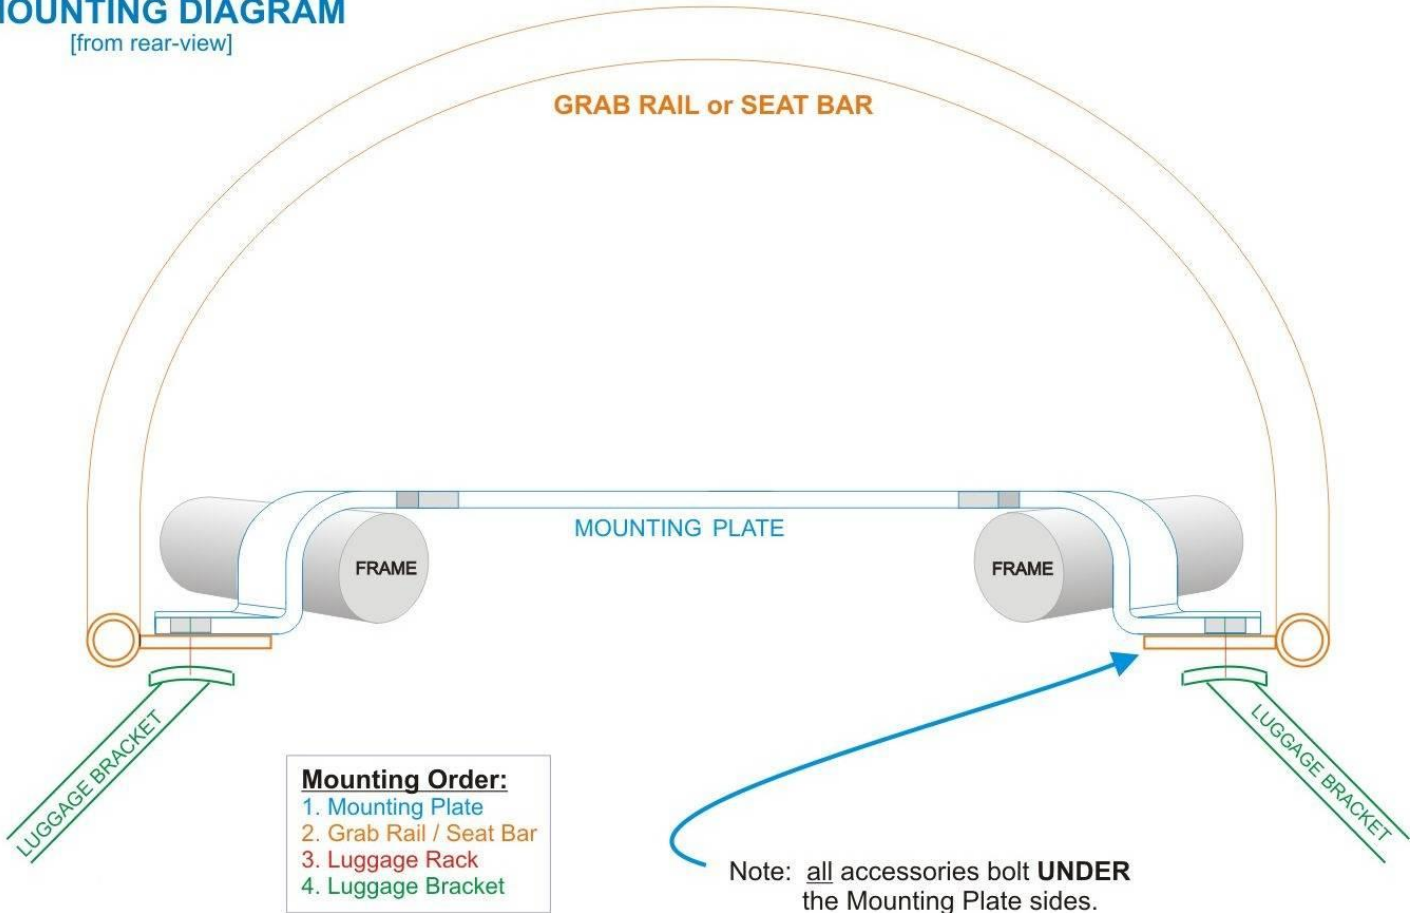 MOUNTING DIAGRAM
[from rear-view]
GRAB RAIL or SEAT BAR
MOUNTING PLATE
FRAME
FRAME
LUGGAGE BRACKET
LUGGAGE BRACKET
Mounting Order:
1. Mounting Plate
2. Grab Rail / Seat Bar
3. Luggage Rack
4. Luggage Bracket
Note: all accessories bolt UNDER
the Mounting Plate sides.